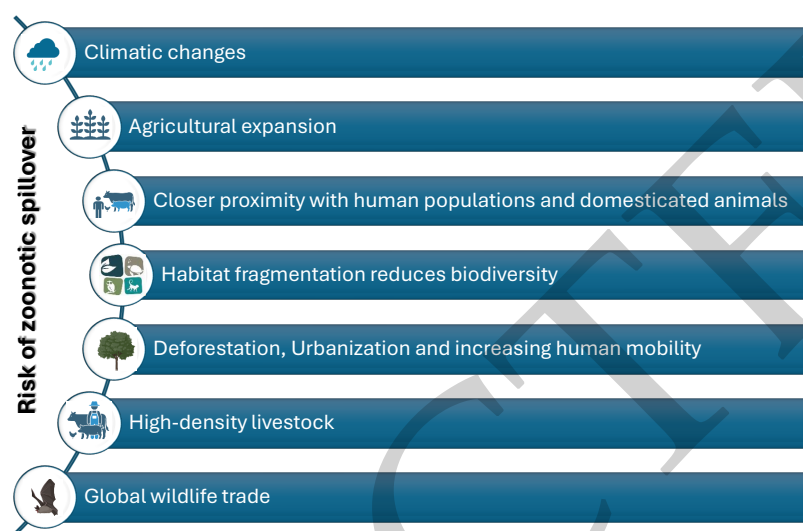 Risk of zoonotic spillover
Climatic changes
Agricultural expansion
Closer proximity with human populations and domesticated animals
Habitat fragmentation reduces biodiversity
Deforestation, Urbanization and increasing human mobility
High-density livestock
Global wildlife trade